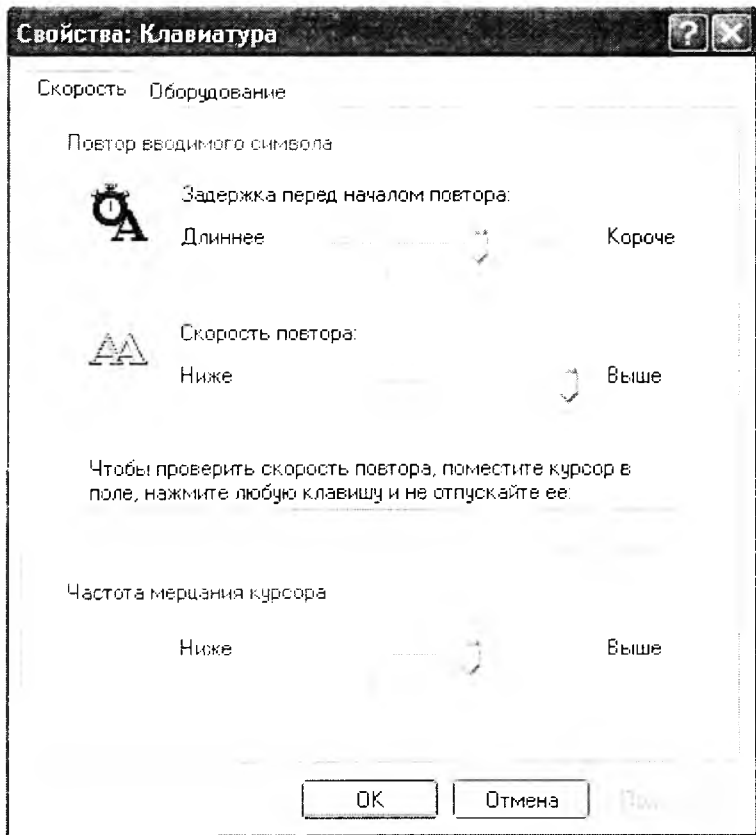 Свойства: Клавиатура
Скорость Оборудование
Повтор вводимого символа
Задержка перед началом повтора:
Длиннее Короче
Скорость повтора:
Ниже Выше
Чтобы проверить скорость повтора, поместите курсор в
поле, нажмите любую клавишу и не отпускайте ее:
Частота мерцания курсора
Ниже Выше
OK Отмена